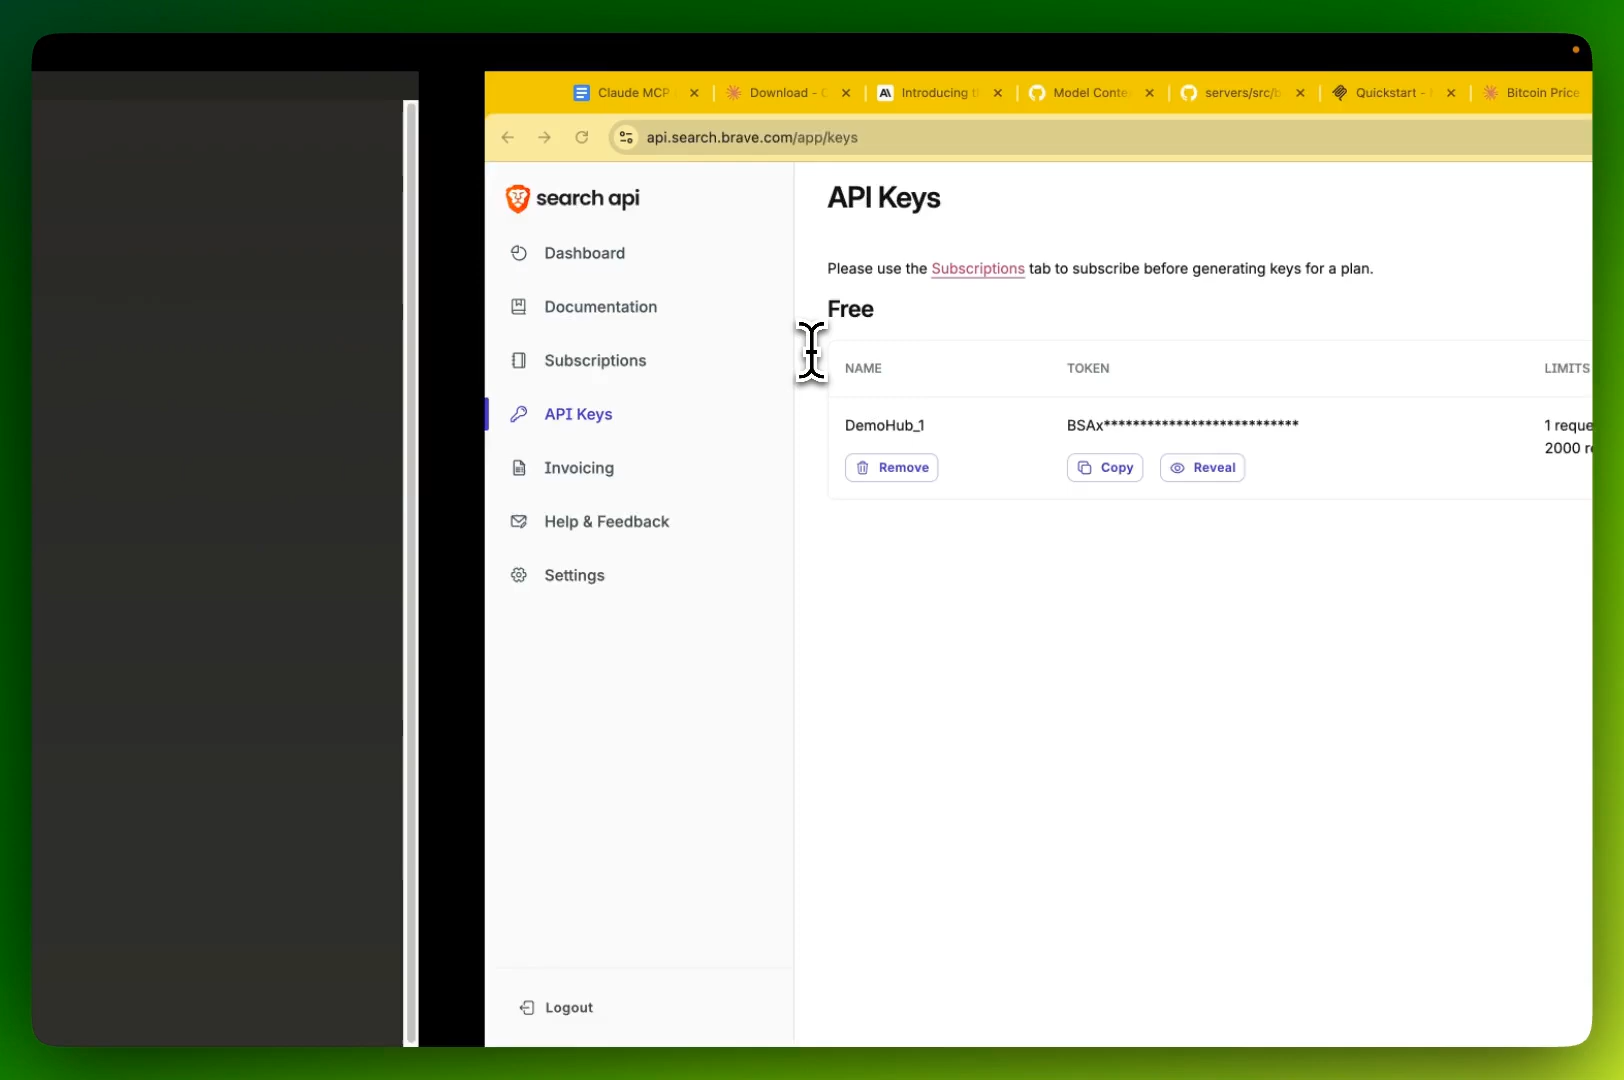 Claude MCP
Download - C
Introducing t
Model Conte
servers/src/b
Quickstart -
Bitcoin Price
api.search.brave.com/app/keys
search api
Dashboard
Documentation
Subscriptions
API Keys
Invoicing
Help & Feedback
Settings
Logout
API Keys
Please use the Subscriptions tab to subscribe before generating keys for a plan.
Free
NAME TOKEN LIMITS
DemoHub_1 BSAx*************************** 1 reque
2000 re
Remove Copy Reveal